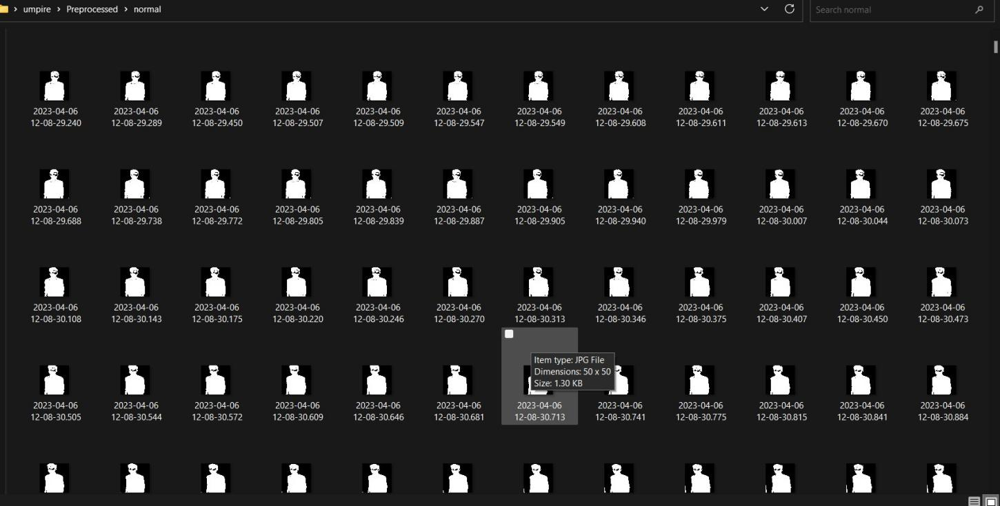 umpire > Preprocessed > normal
Search normal
2023-04-06 2023-04-06 2023-04-06 2023-04-06 2023-04-06 2023-04-06 2023-04-06 2023-04-06 2023-04-06 2023-04-06 2023-04-06 2023-04-06
12-08-29.240 12-08-29.289 12-08-29.450 12-08-29.507 12-08-29.509 12-08-29.547 12-08-29.549 12-08-29.608 12-08-29.611 12-08-29.613 12-08-29.670 12-08-29.675
2023-04-06 2023-04-06 2023-04-06 2023-04-06 2023-04-06 2023-04-06 2023-04-06 2023-04-06 2023-04-06 2023-04-06 2023-04-06 2023-04-06
12-08-29.688 12-08-29.738 12-08-29.772 12-08-29.805 12-08-29.839 12-08-29.887 12-08-29.905 12-08-29.940 12-08-29.979 12-08-30.007 12-08-30.044 12-08-30.073
2023-04-06 2023-04-06 2023-04-06 2023-04-06 2023-04-06 2023-04-06 2023-04-06 2023-04-06 2023-04-06 2023-04-06 2023-04-06 2023-04-06
12-08-30.108 12-08-30.143 12-08-30.175 12-08-30.220 12-08-30.246 12-08-30.270 12-08-30.313 12-08-30.346 12-08-30.375 12-08-30.407 12-08-30.450 12-08-30.473
Item type: JPG File
Dimensions: 50 x 50
Size: 1.30 KB
2023-04-06 2023-04-06 2023-04-06 2023-04-06 2023-04-06 2023-04-06 2023-04-06 2023-04-06 2023-04-06 2023-04-06 2023-04-06 2023-04-06
12-08-30.505 12-08-30.544 12-08-30.572 12-08-30.609 12-08-30.646 12-08-30.681 12-08-30.713 12-08-30.741 12-08-30.775 12-08-30.815 12-08-30.841 12-08-30.884